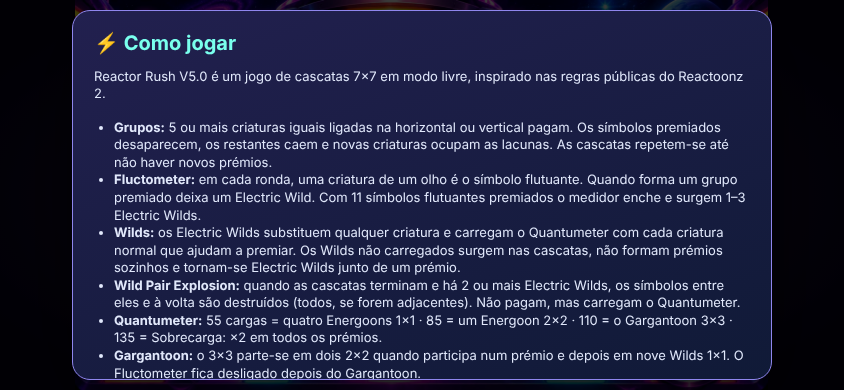 ⚡ Como jogar
Reactor Rush V5.0 é um jogo de cascatas 7×7 em modo livre, inspirado nas regras públicas do Reactoonz
2.
• Grupos: 5 ou mais criaturas iguais ligadas na horizontal ou vertical pagam. Os símbolos premiados
desaparecem, os restantes caem e novas criaturas ocupam as lacunas. As cascatas repetem-se até
não haver novos prémios.
• Fluctometer: em cada ronda, uma criatura de um olho é o símbolo flutuante. Quando forma um grupo
premiado deixa um Electric Wild. Com 11 símbolos flutuantes premiados o medidor enche e surgem 1–3
Electric Wilds.
• Wilds: os Electric Wilds substituem qualquer criatura e carregam o Quantumeter com cada criatura
normal que ajudam a premiar. Os Wilds não carregados surgem nas cascatas, não formam prémios
sozinhos e tornam-se Electric Wilds junto de um prémio.
• Wild Pair Explosion: quando as cascatas terminam e há 2 ou mais Electric Wilds, os símbolos entre
eles e à volta são destruídos (todos, se forem adjacentes). Não pagam, mas carregam o Quantumeter.
• Quantumeter: 55 cargas = quatro Energoons 1×1 · 85 = um Energoon 2×2 · 110 = o Gargantoon 3×3 ·
135 = Sobrecarga: ×2 em todos os prémios.
• Gargantoon: o 3×3 parte-se em dois 2×2 quando participa num prémio e depois em nove Wilds 1×1. O
Fluctometer fica desligado depois do Gargantoon.